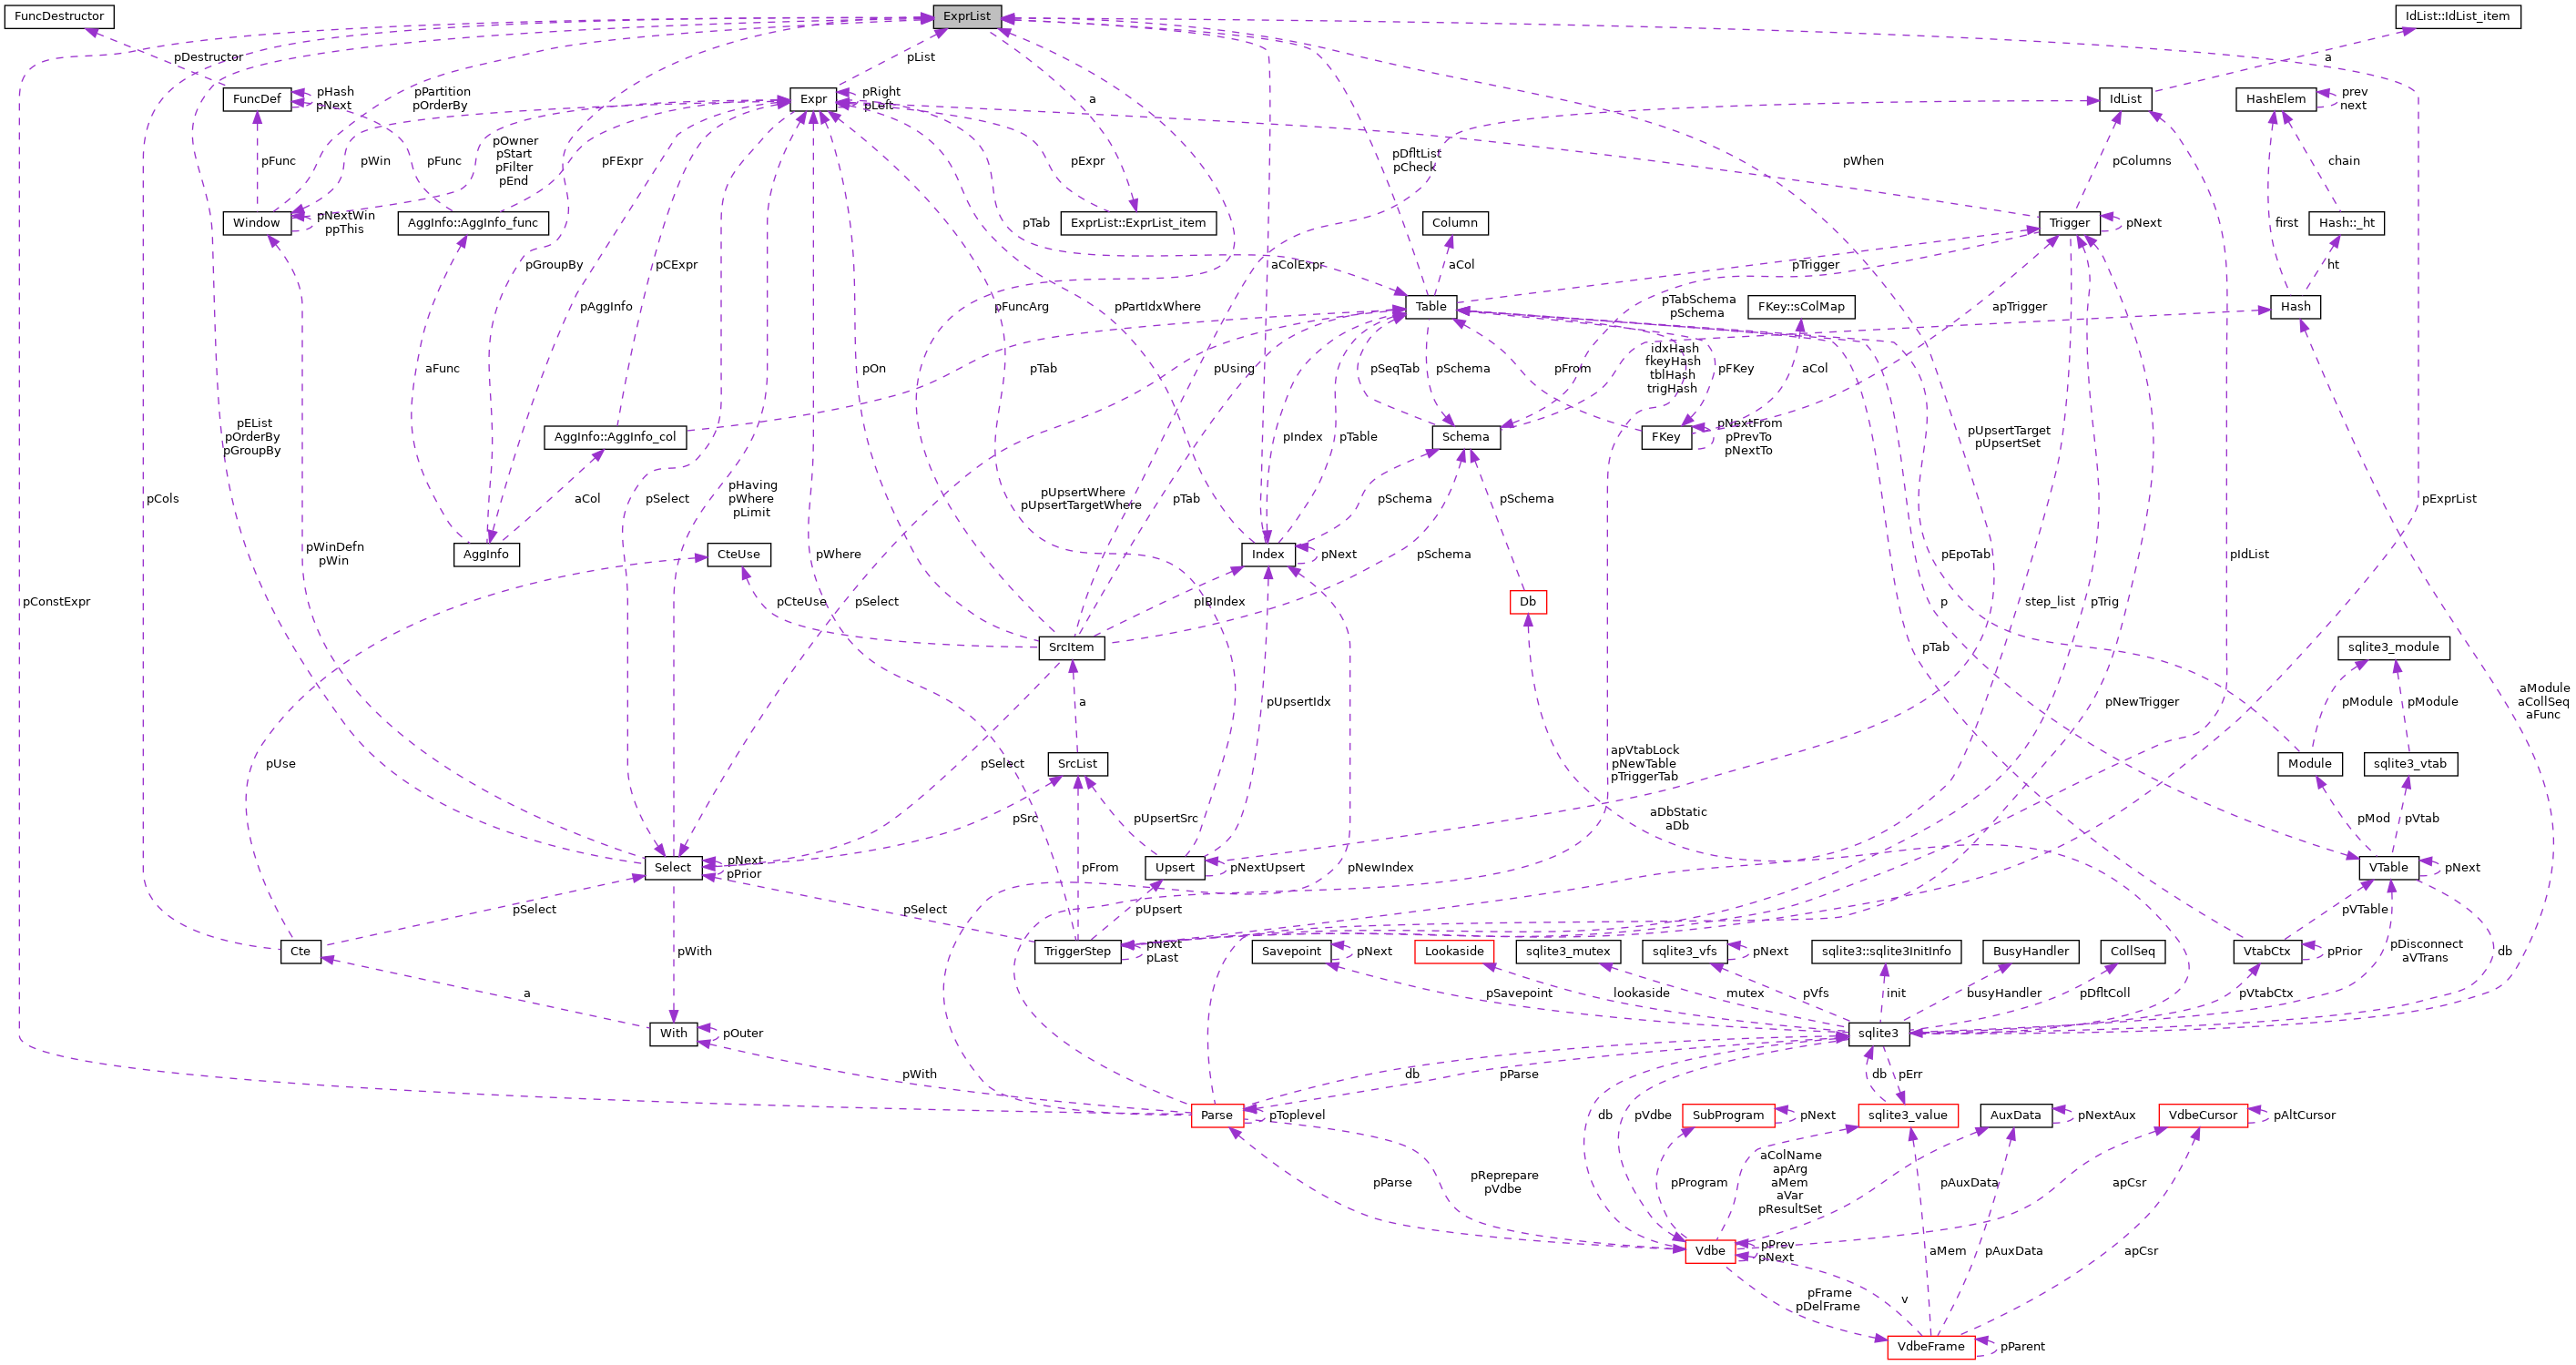 FuncDestructor
ExprList
IdList::IdList_item
pDestructor
pList
a
FuncDef
pHash
pNext
pPartition
pOrderBy
Expr
pRight
pLeft
a
IdList
HashElem
prev
next
pFunc
pWin
pFunc
pOwner
pStart
pFilter
pEnd
pFExpr
pExpr
pDfltList
pCheck
pWhen
pColumns
chain
Window
pNextWin
ppThis
AggInfo::AggInfo_func
pTab
ExprList::ExprList_item
Column
Trigger
pNext
first
Hash::_ht
pGroupBy
pCExpr
aColExpr
aCol
pTrigger
ht
pAggInfo
pFuncArg
pPartIdxWhere
Table
pTabSchema
pSchema
FKey::sColMap
apTrigger
Hash
aFunc
pOn
pTab
pUsing
pSeqTab
pSchema
pFrom
idxHash
fkeyHash
tblHash
trigHash
pFKey
aCol
pEList
pOrderBy
pGroupBy
AggInfo::AggInfo_col
pIndex
pTable
Schema
FKey
pNextFrom
pPrevTo
pNextTo
pUpsertTarget
pUpsertSet
pCols
aCol
pSelect
pHaving
pWhere
pLimit
pUpsertWhere
pUpsertTargetWhere
pTab
pSchema
pSchema
pExprList
pWinDefn
pWin
AggInfo
CteUse
pWhere
Index
pNext
pSchema
pEpoTab
pIdList
pConstExpr
pCteUse
pSelect
pIBIndex
Db
p
step_list
pTrig
SrcItem
pTab
sqlite3_module
a
pUpsertIdx
pNewTrigger
pModule
pModule
aModule
aCollSeq
aFunc
pUse
pSelect
SrcList
apVtabLock
pNewTable
pTriggerTab
Module
sqlite3_vtab
pSrc
pUpsertSrc
aDbStatic
aDb
pMod
pVtab
Select
pNext
pPrior
pFrom
Upsert
pNextUpsert
pNewIndex
VTable
pNext
pSelect
pSelect
pUpsert
pVTable
Cte
pWith
TriggerStep
pNext
pLast
Savepoint
pNext
Lookaside
sqlite3_mutex
sqlite3_vfs
pNext
sqlite3::sqlite3InitInfo
BusyHandler
CollSeq
VtabCtx
pPrior
pDisconnect
aVTrans
db
a
pSavepoint
lookaside
mutex
pVfs
init
busyHandler
pDfltColl
pVtabCtx
With
pOuter
sqlite3
pWith
db
pParse
db
pErr
Parse
pToplevel
db
pVdbe
SubProgram
pNext
sqlite3_value
AuxData
pNextAux
VdbeCursor
pAltCursor
pParse
pReprepare
pVdbe
pProgram
aColName
apArg
aMem
aVar
pResultSet
pAuxData
apCsr
Vdbe
pPrev
pNext
aMem
pAuxData
apCsr
pFrame
pDelFrame
v
VdbeFrame
pParent